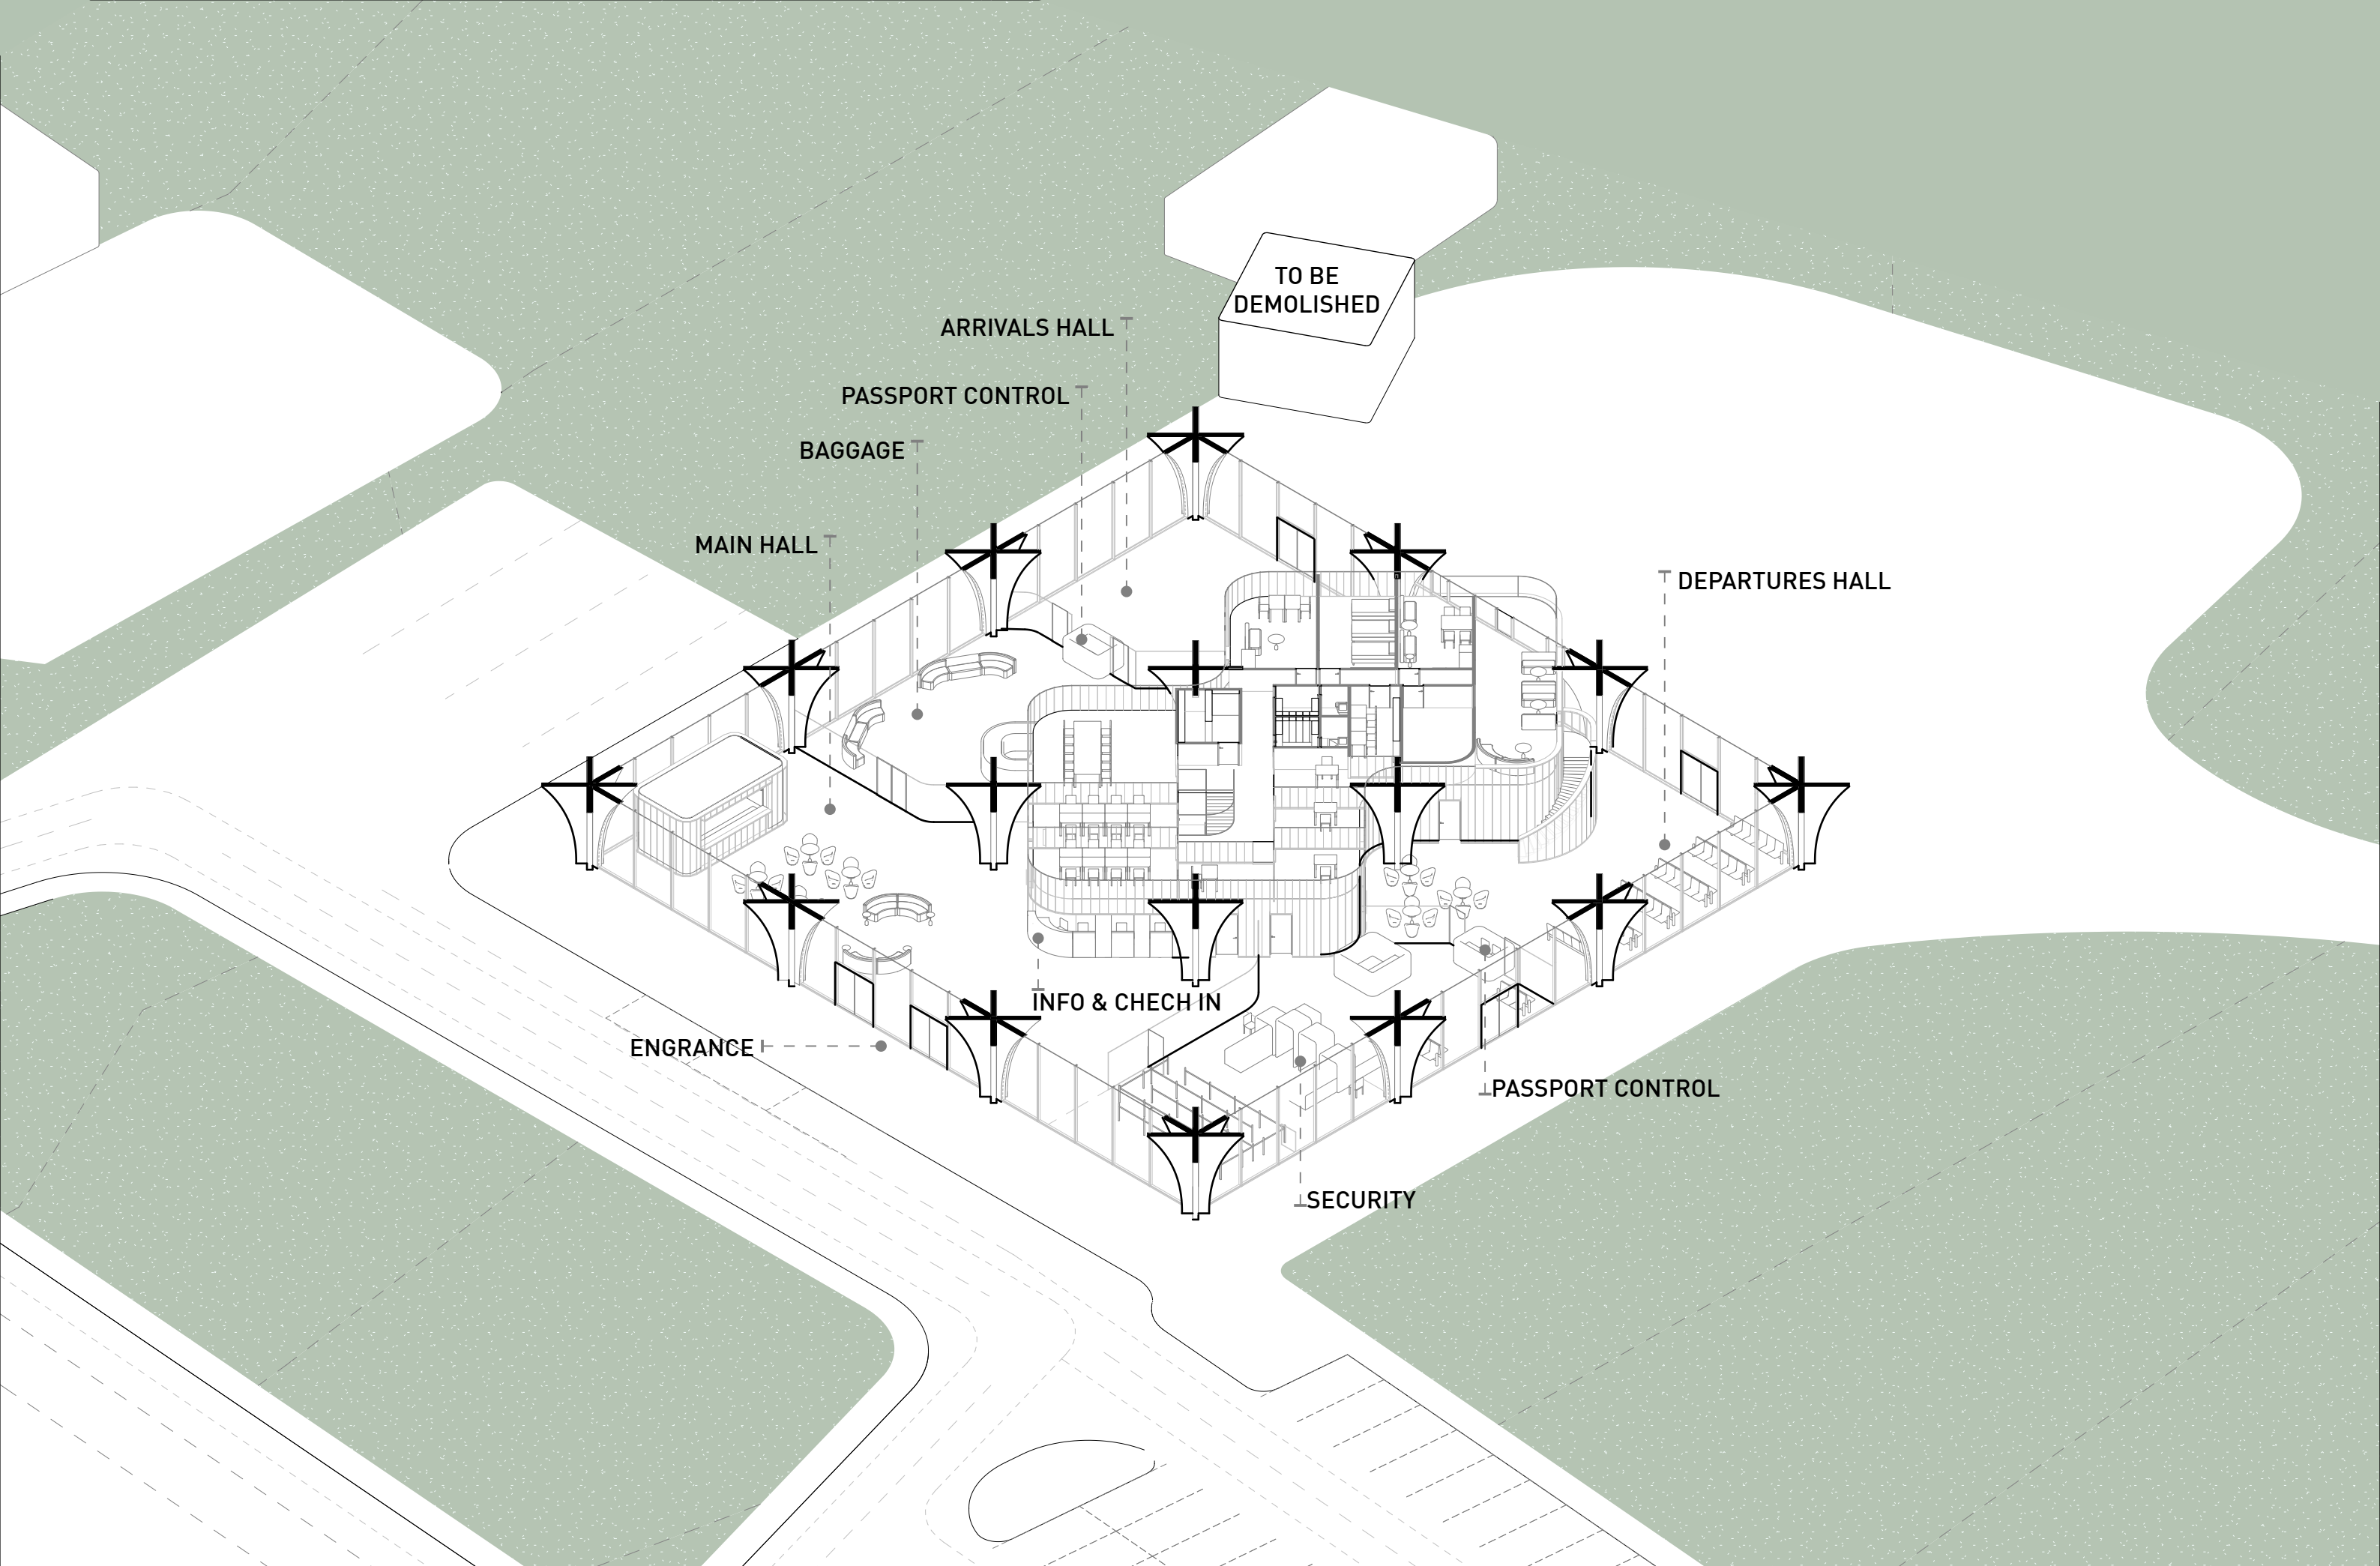 TO BE
DEMOLISHED
ARRIVALS HALL
PASSPORT CONTROL
BAGGAGE
MAIN HALL
DEPARTURES HALL
INFO & CHECH IN
ENGRANCE
PASSPORT CONTROL
SECURITY